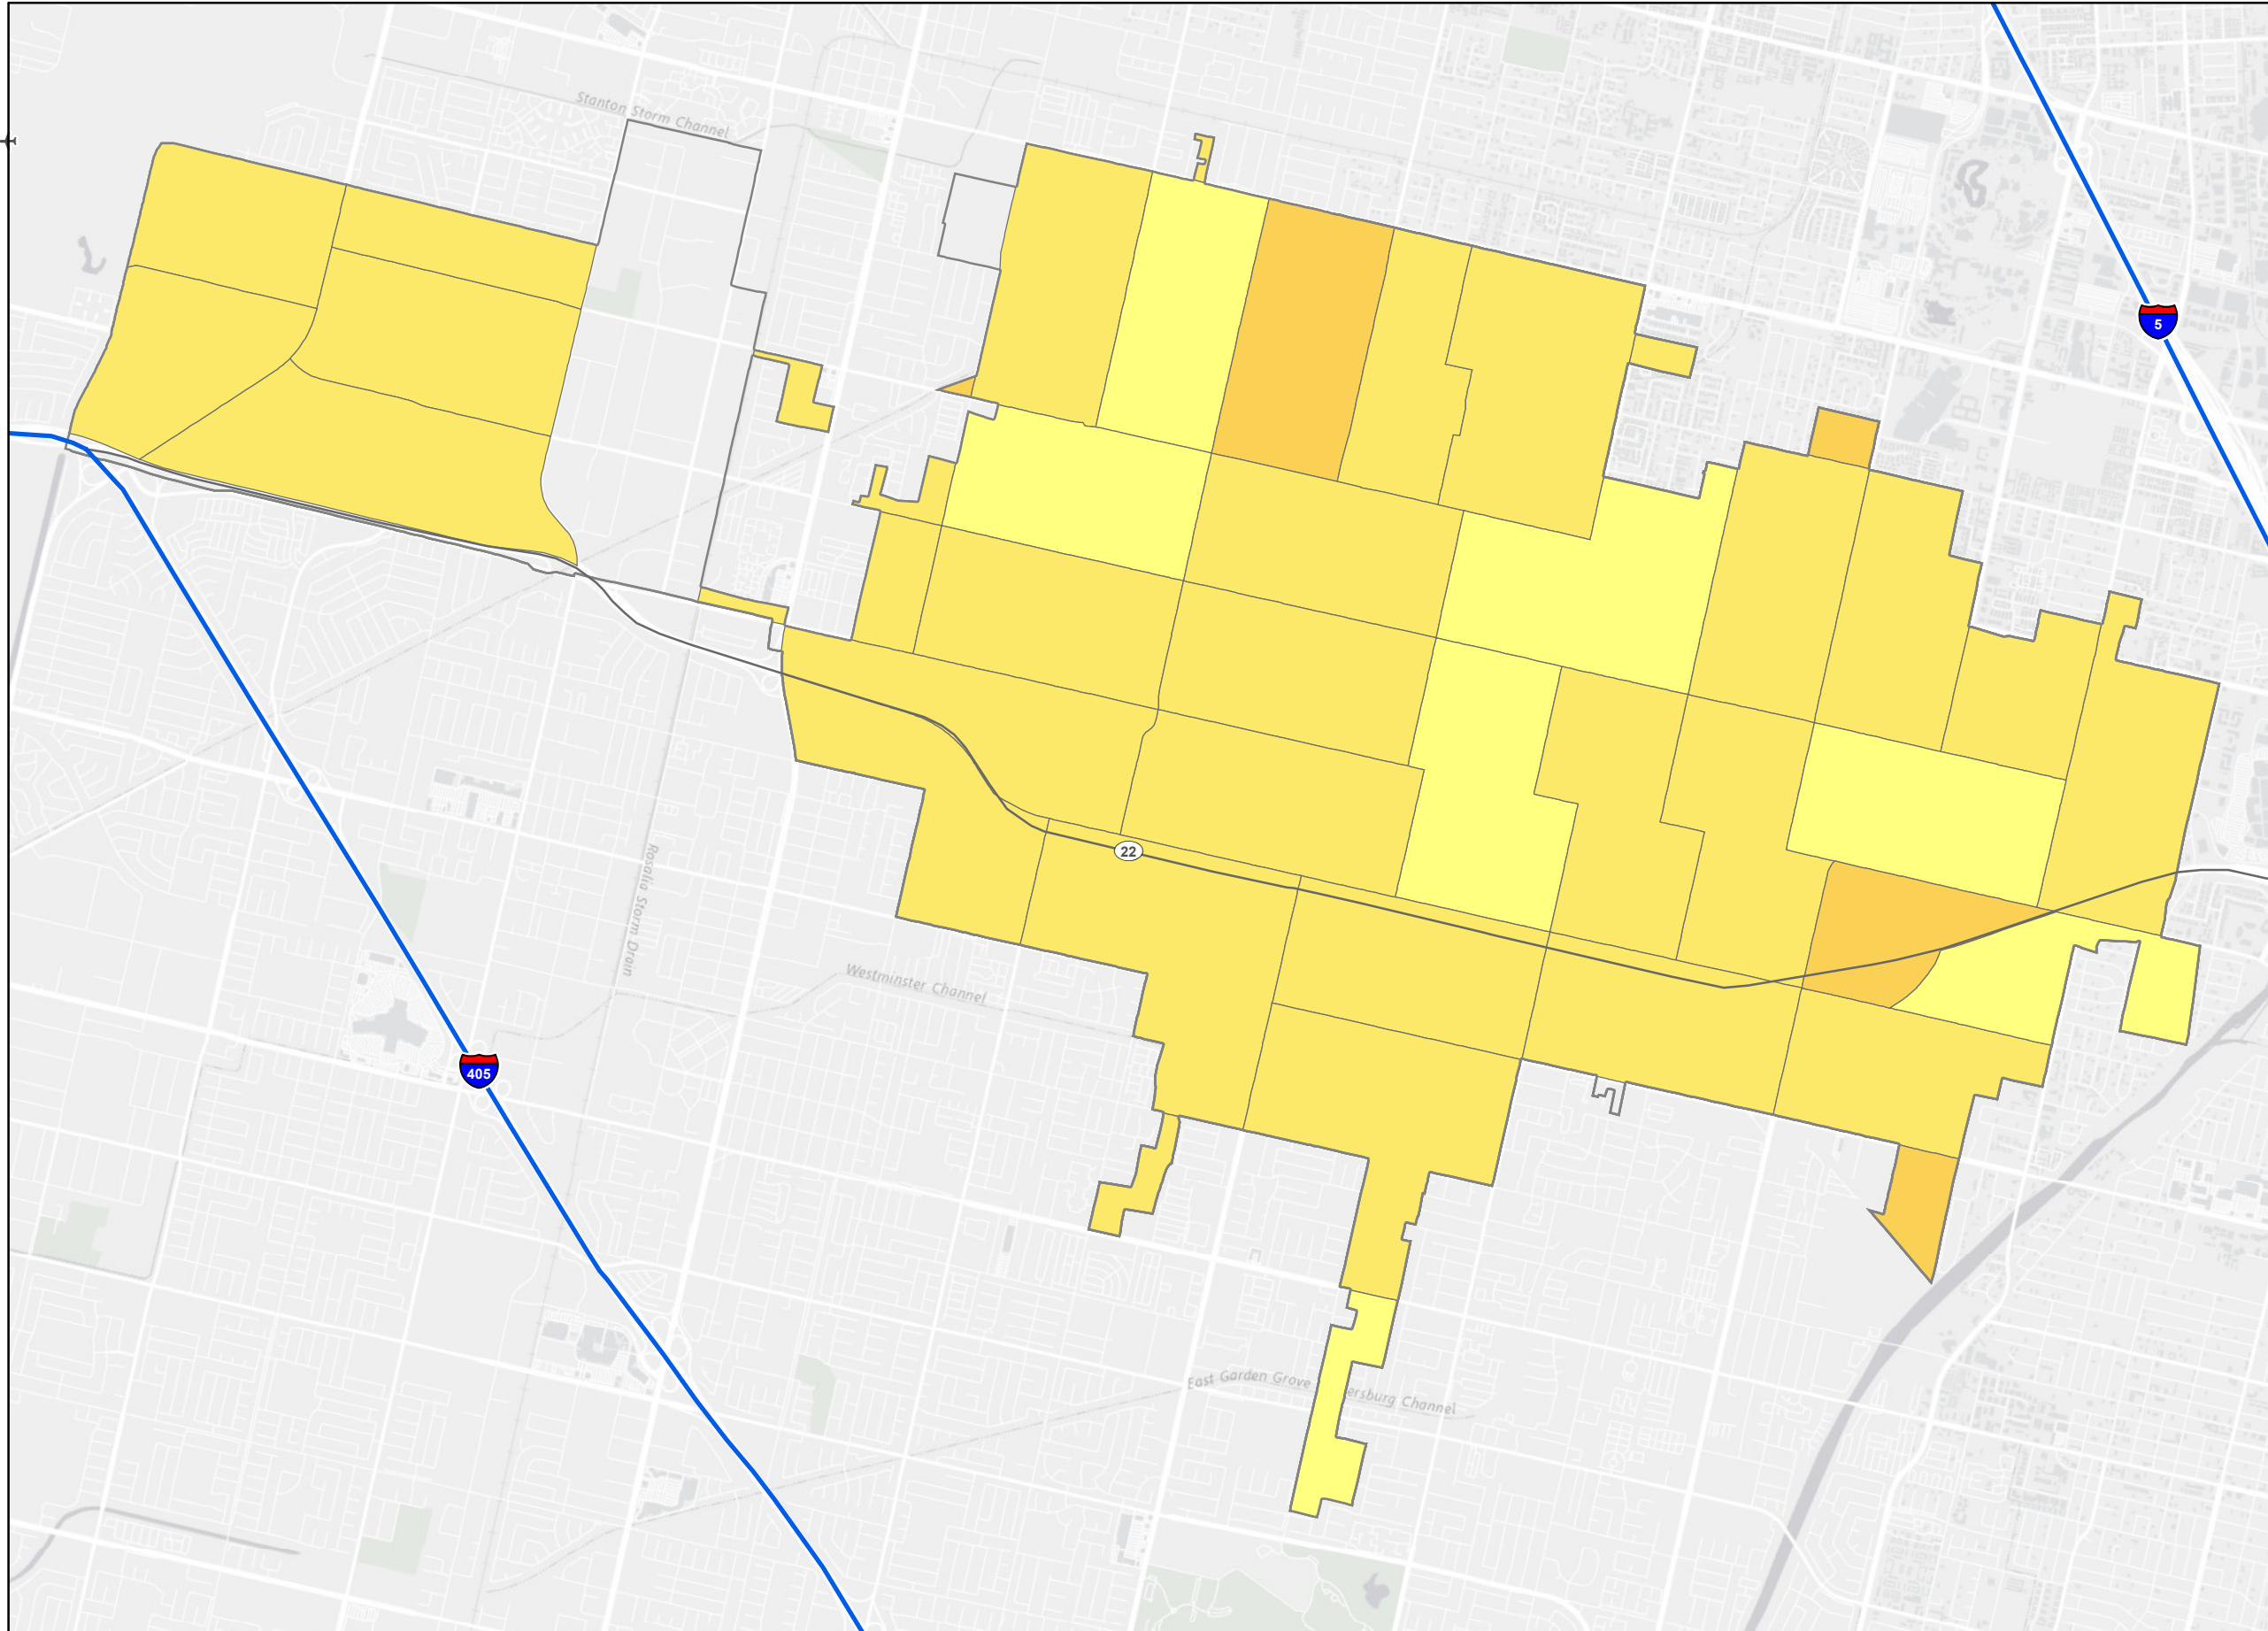 Stanton Storm Channel
5
22
Rosalia Storm Drain
Westminster Channel
405
East Garden Grove
ersburg Channel